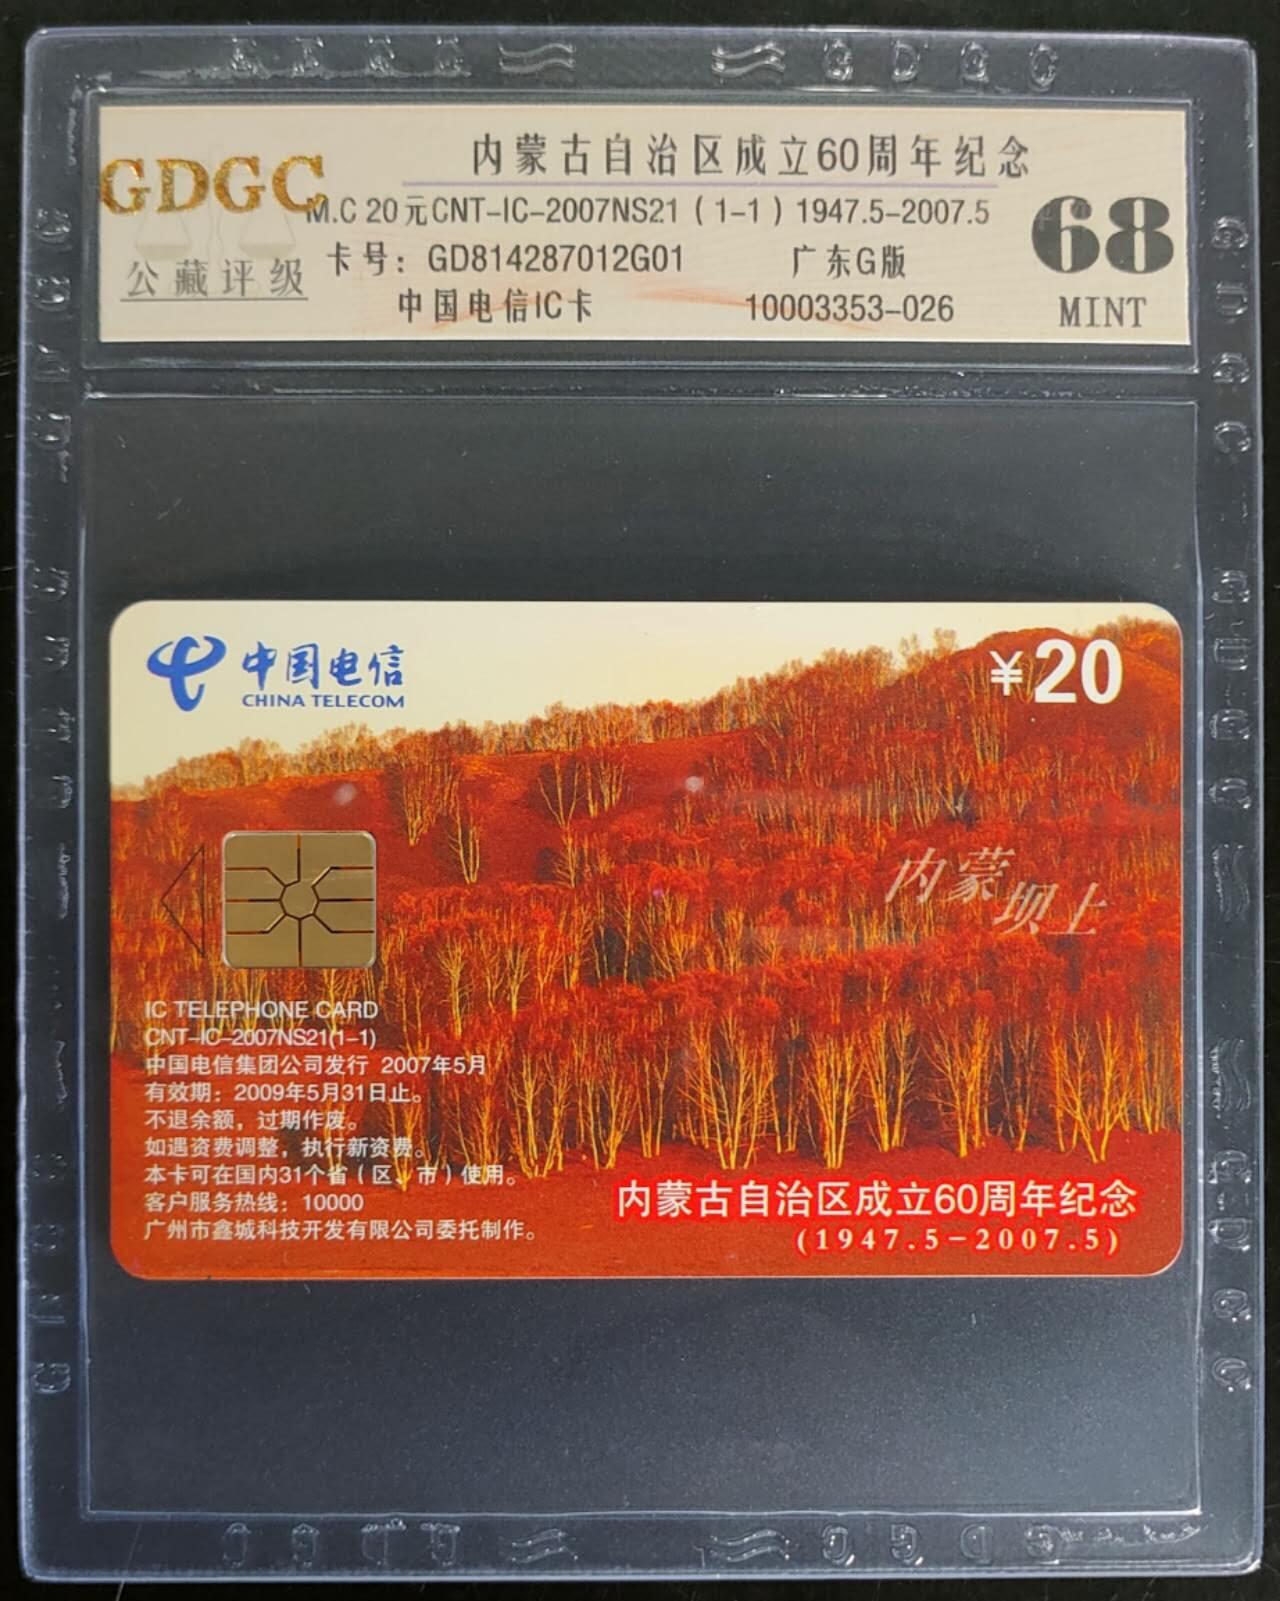 GDGC
公藏评级
内蒙古自治区成立60周年纪念
M.C 20元CNT-IC-2007NS21（1-1）1947.5-2007.5
卡号：GD814287012G01 广东G版
中国电信IC卡 10003353-026
68
MINT
中国电信
CHINA TELECOM
¥20
内蒙坝上
IC TELEPHONE CARD
CNT-IC-2007NS21(1-1)
中国电信集团公司发行 2007年5月
有效期：2009年5月31日止。
不退余额，过期作废。
如遇资费调整，执行新资费。
本卡可在国内31个省（区、市）使用。
客户服务热线：10000
广州市鑫城科技开发有限公司委托制作。
内蒙古自治区成立60周年纪念
(1947.5-2007.5)